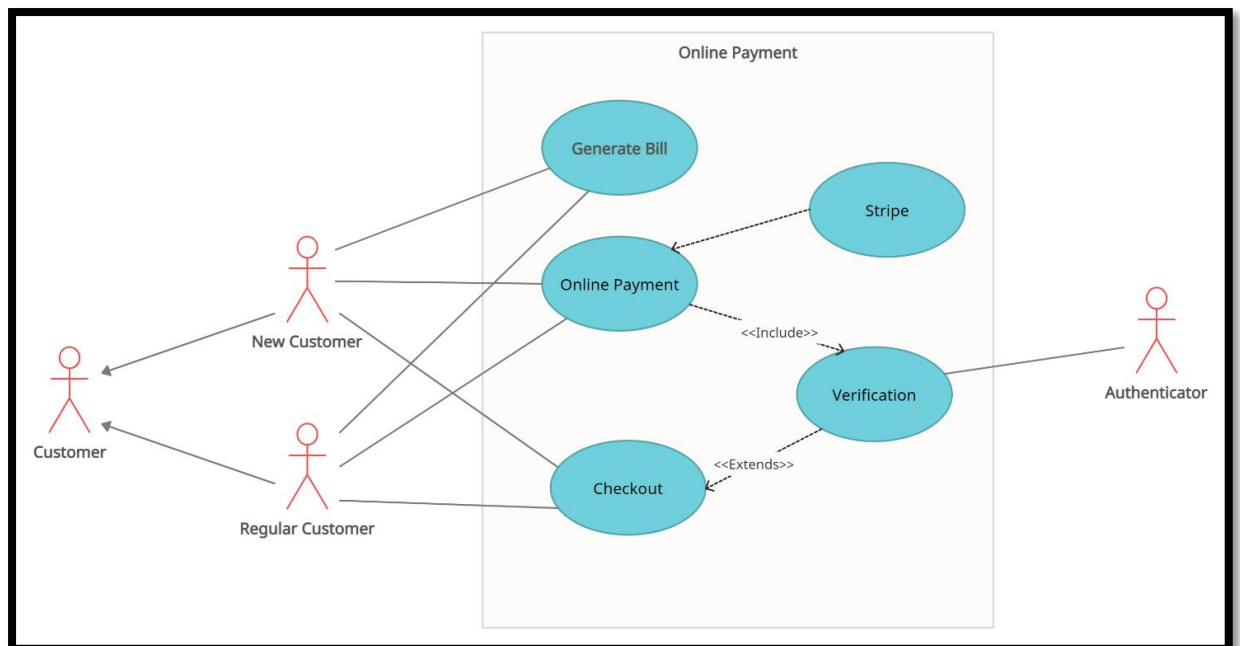 Online Payment
Generate Bill
Stripe
Online Payment
New Customer
<<Include>>
Verification
Authenticator
Customer
<<Extends>>
Checkout
Regular Customer